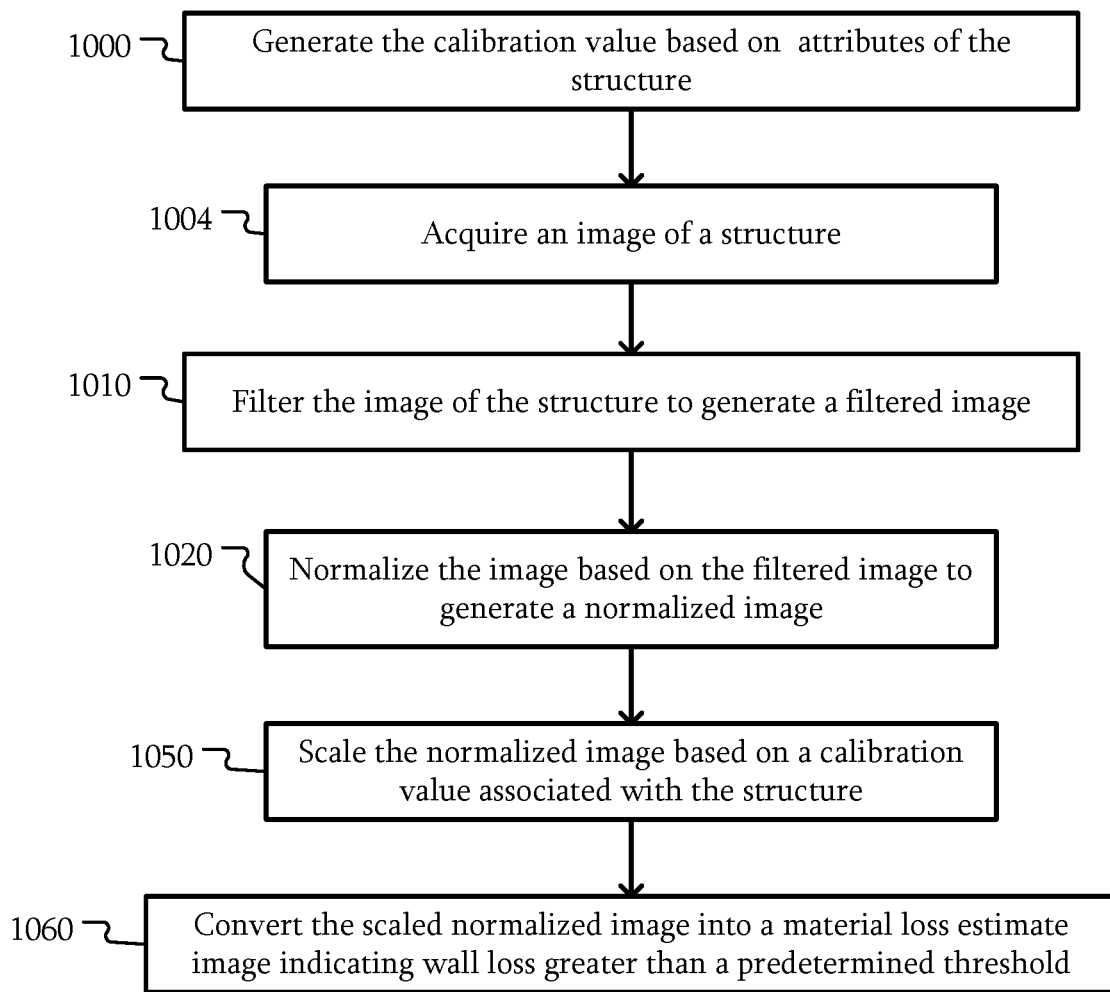 1000
Generate the calibration value based on attributes of the
structure
1004
Acquire an image of a structure
1010
Filter the image of the structure to generate a filtered image
1020
Normalize the image based on the filtered image to
generate a normalized image
1050
Scale the normalized image based on a calibration
value associated with the structure
1060
Convert the scaled normalized image into a material loss estimate
image indicating wall loss greater than a predetermined threshold